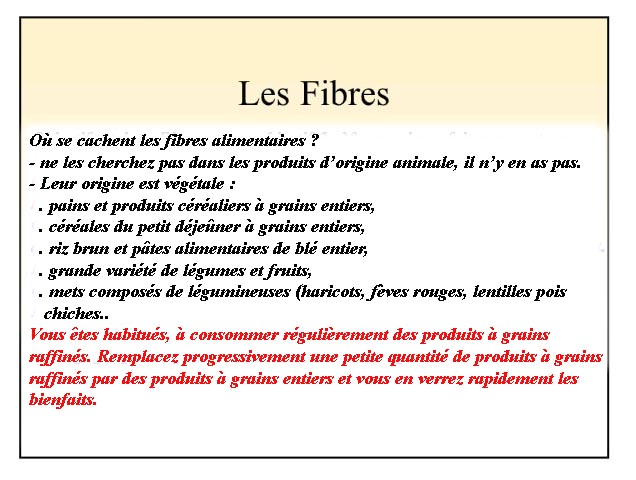 Les Fibres
Où se cachent les fibres alimentaires ?
- ne les cherchez pas dans les produits d'origine animale, il n'y en as pas.
- Leur origine est végétale :
. pains et produits céréaliers à grains entiers,
. céréales du petit déjeûner à grains entiers,
. riz brun et pâtes alimentaires de blé entier,
. grande variété de légumes et fruits,
. mets composés de légumineuses (haricots, fêves rouges, lentilles pois
chiches..
Vous êtes habitués, à consommer régulièrement des produits à grains
raffinés. Remplacez progressivement une petite quantité de produits à grains
raffinés par des produits à grains entiers et vous en verrez rapidement les
bienfaits.